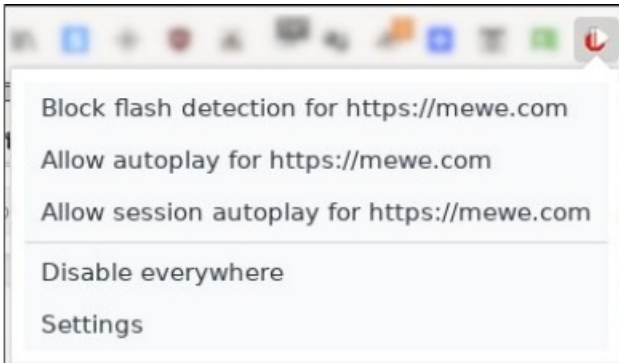 Block flash detection for https://mewe.com
Allow autoplay for https://mewe.com
Allow session autoplay for https://mewe.com
Disable everywhere
Settings